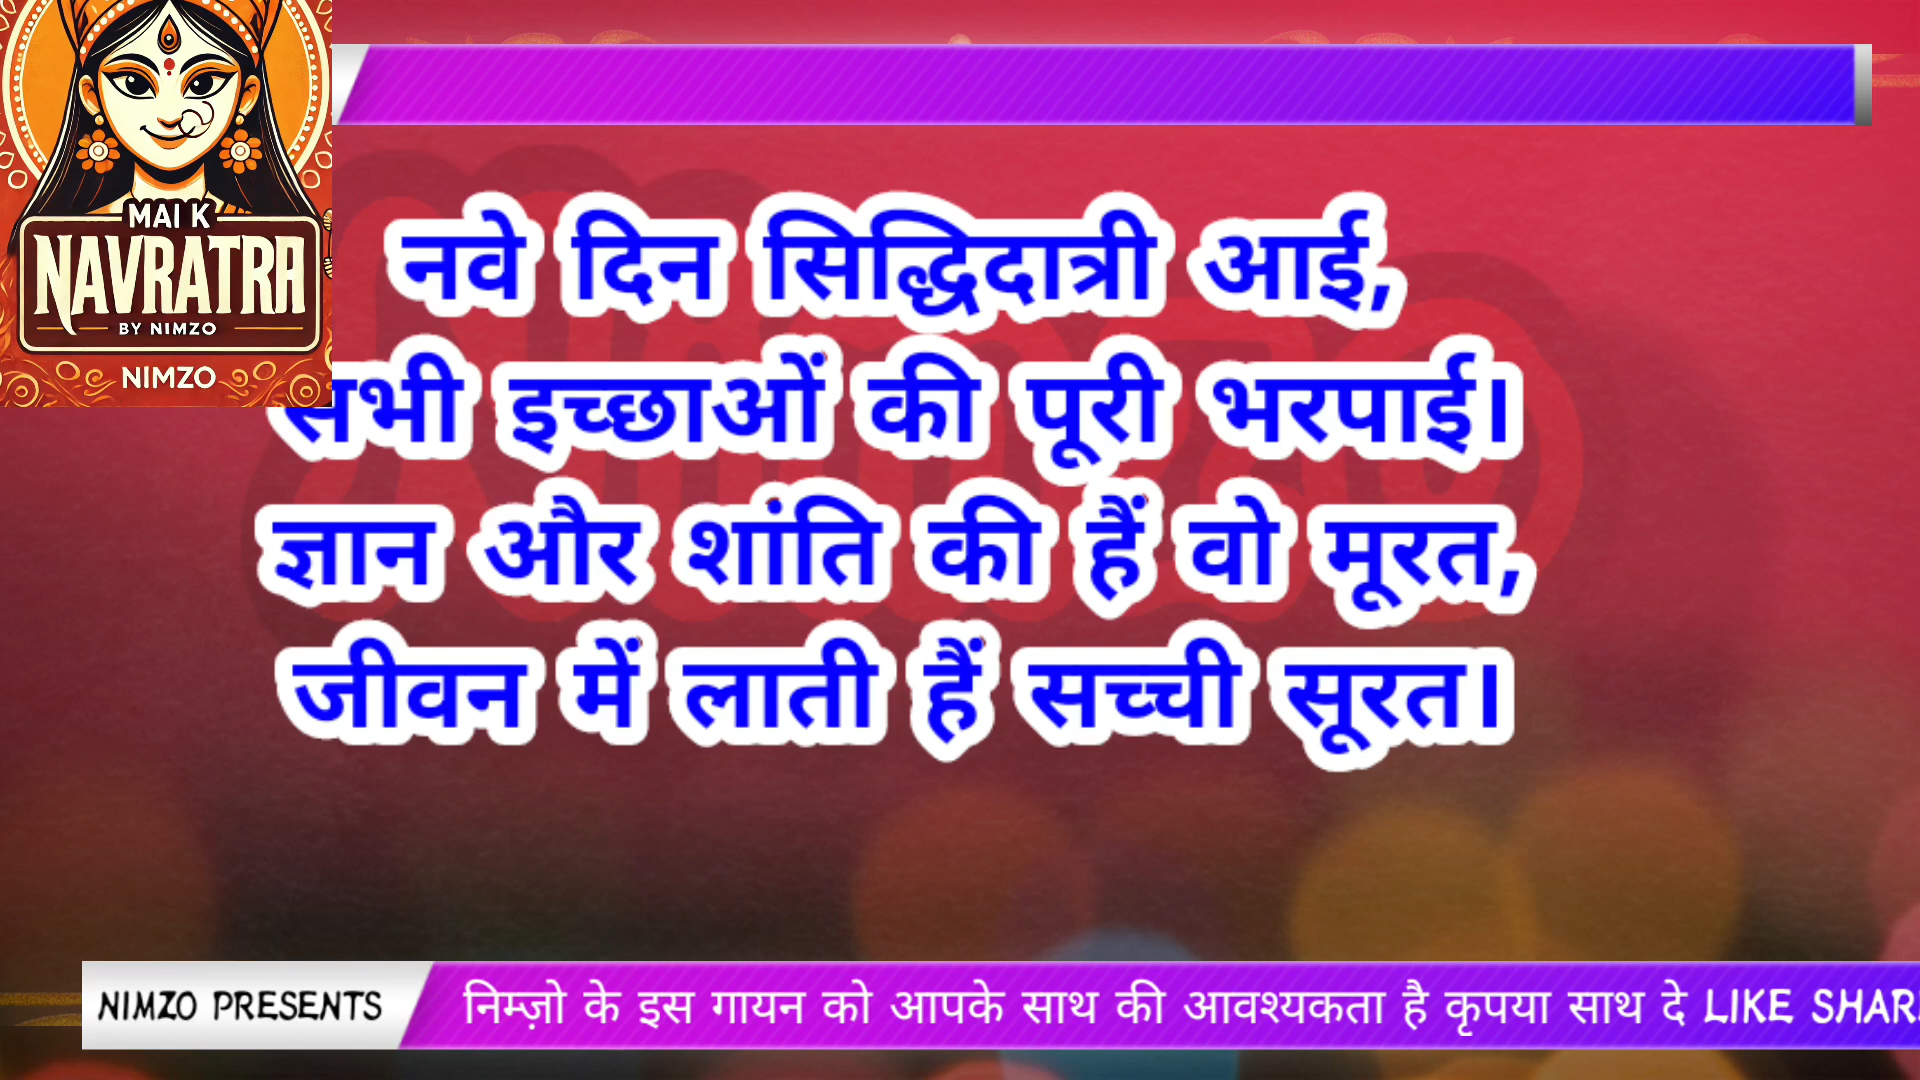 MAI K
NAVRATRA
BY NIMZO
NIMZO
नवे दिन सिद्धिदात्री आई,
सभी इच्छाओं की पूरी भरपाई।
ज्ञान और शांति की हैं वो मूरत,
जीवन में लाती हैं सच्ची सूरत।
NIMZO PRESENTS
निम्ज़ो के इस गायन को आपके साथ की आवश्यकता है कृपया साथ दे LIKE